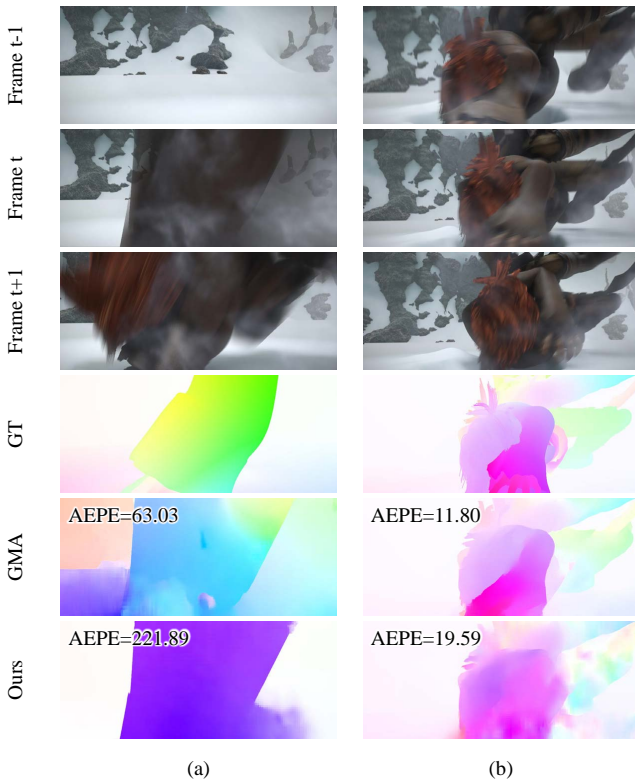 Frame t-1
Frame t
Frame t+1
GT
GMA
AEPE=63.03
AEPE=11.80
Ours
AEPE=221.89
AEPE=19.59
(a)
(b)